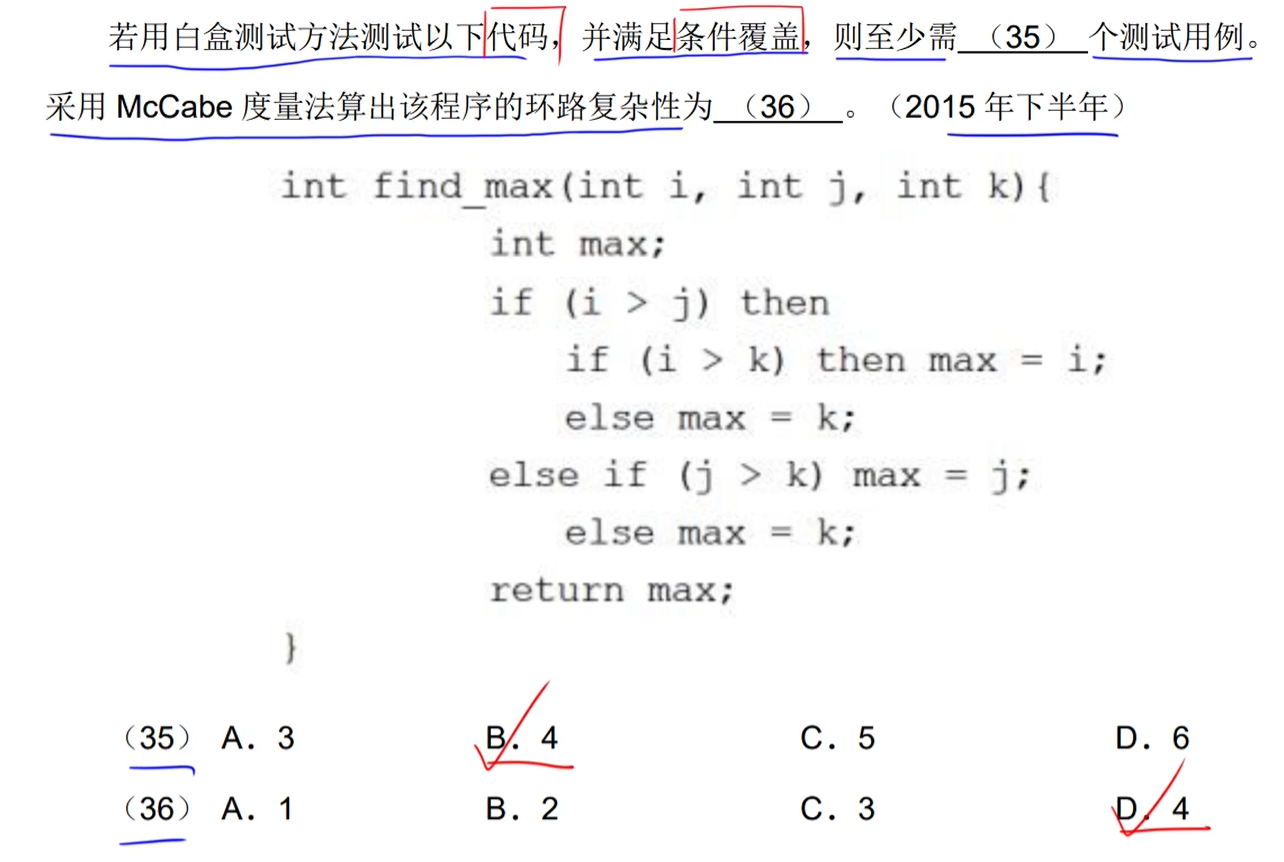 若用白盒测试方法测试以下代码，并满足条件覆盖，则至少需（35）个测试用例。
采用 McCabe 度量法算出该程序的环路复杂性为（36）。（2015 年下半年）
int find_max(int i, int j, int k){
int max;
if (i > j) then
if (i > k) then max = i;
else max = k;
else if (j > k) max = j;
else max = k;
return max;
}
（35）A．3 B．4 C．5 D．6
（36）A．1 B．2 C．3 D．4